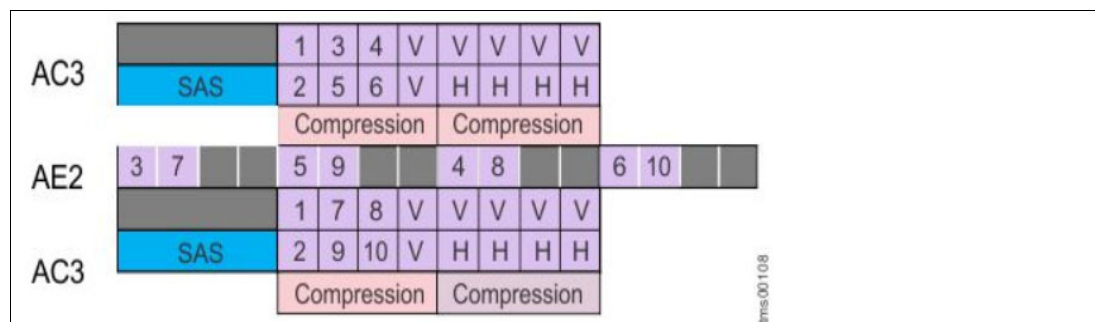 1 3 4 V V V V V
AC3
SAS 2 5 6 V H H H H
Compression Compression
AE2 3 7 5 9 4 8 6 10
1 7 8 V V V V V
SAS 2 9 10 V H H H H
AC3
Compression Compression
tms00108